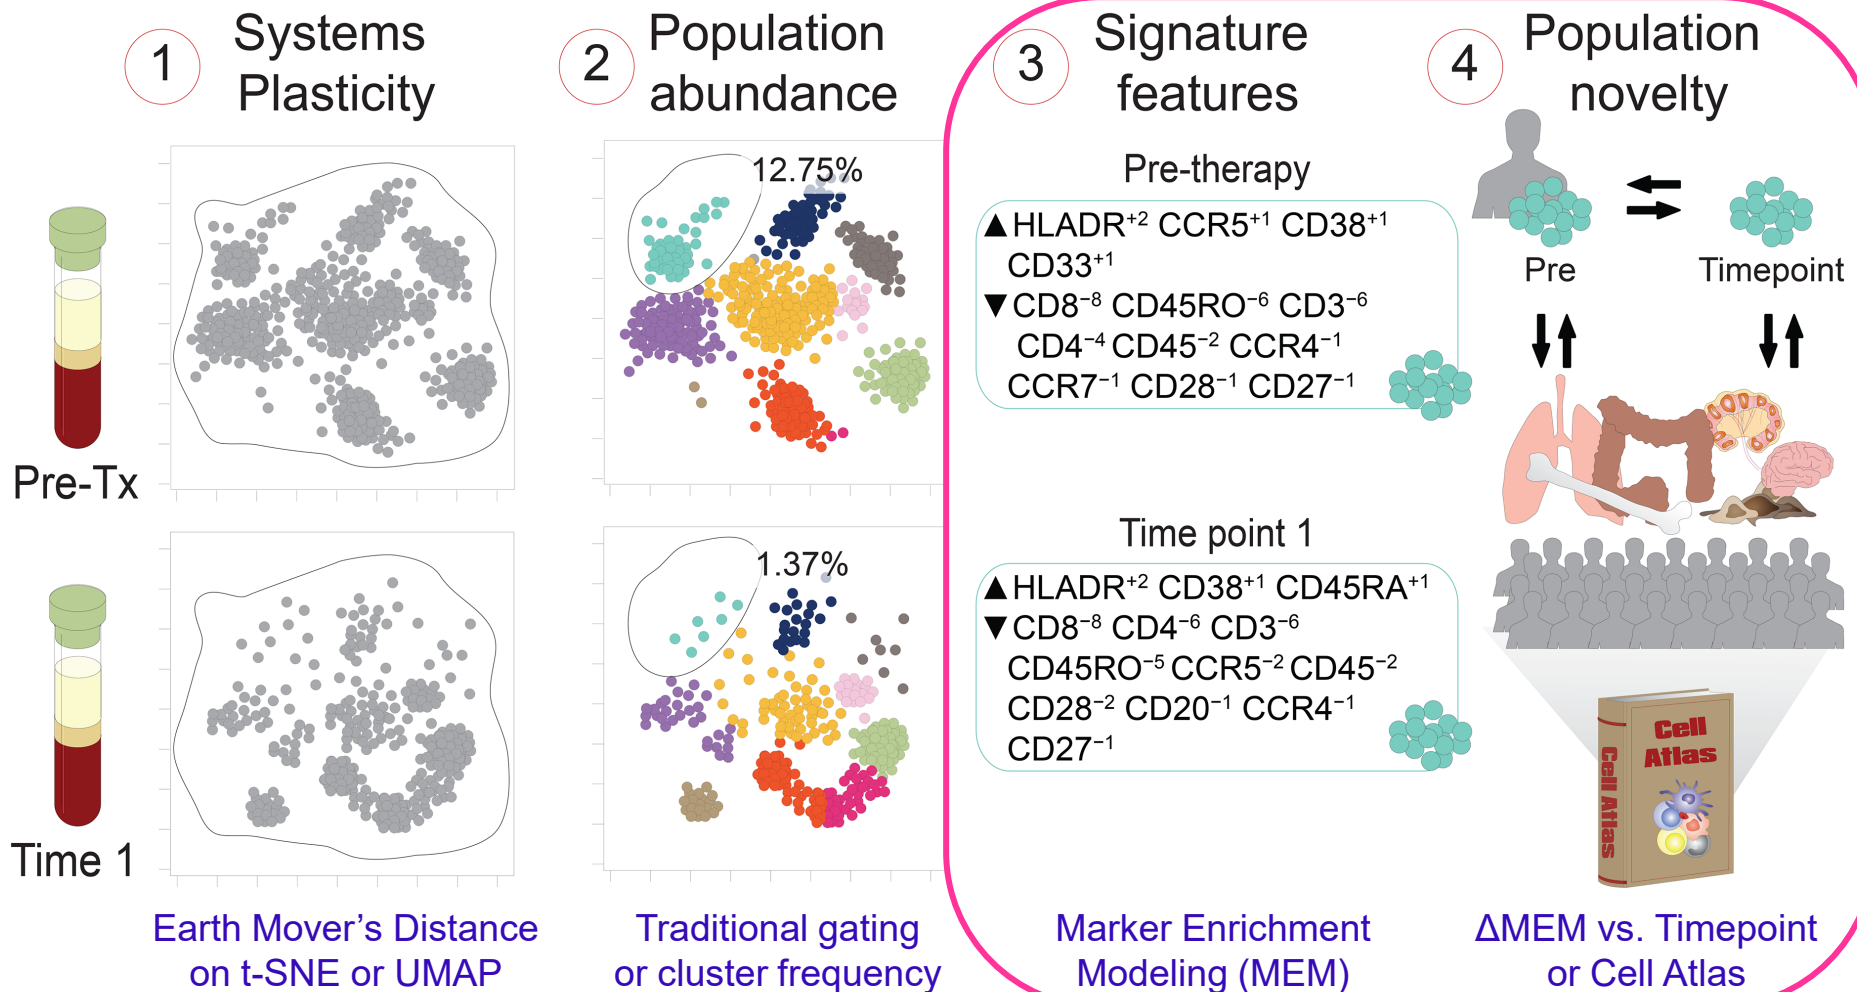 1
Systems
Plasticity
2
Population
abundance
3
Signature
features
4
Population
novelty
Pre-Tx
12.75%
Pre-therapy
▲HLADR⁺² CCR5⁺¹ CD38⁺¹
CD33⁺¹
▼CD8⁻⁸ CD45RO⁻⁶ CD3⁻⁶
CD4⁻⁴ CD45⁻² CCR4⁻¹
CCR7⁻¹ CD28⁻¹ CD27⁻¹
Pre
Timepoint
Time 1
1.37%
Time point 1
▲HLADR⁺² CD38⁺¹ CD45RA⁺¹
▼CD8⁻⁸ CD4⁻⁶ CD3⁻⁶
CD45RO⁻⁵ CCR5⁻² CD45⁻²
CD28⁻² CD20⁻¹ CCR4⁻¹
CD27⁻¹
Cell
Atlas
Cell Atlas
Earth Mover's Distance
on t-SNE or UMAP
Traditional gating
or cluster frequency
Marker Enrichment
Modeling (MEM)
ΔMEM vs. Timepoint
or Cell Atlas